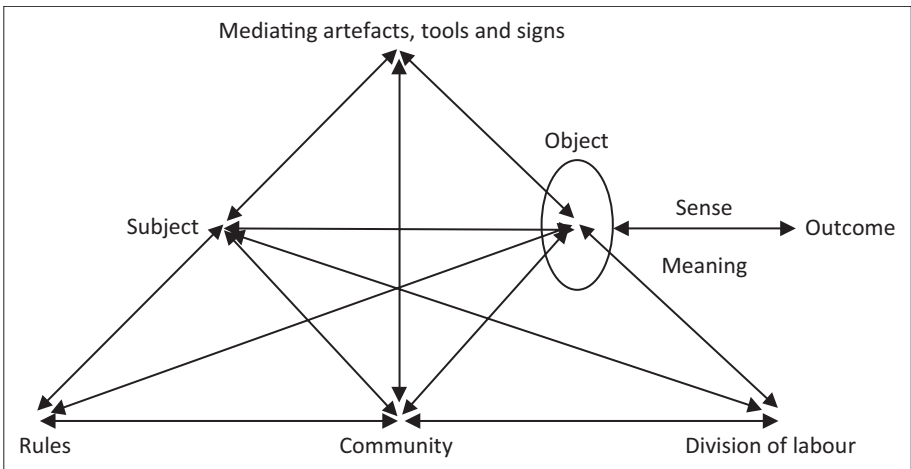 Mediating artefacts, tools and signs
Object
Subject
Sense
Outcome
Meaning
Rules
Community
Division of labour